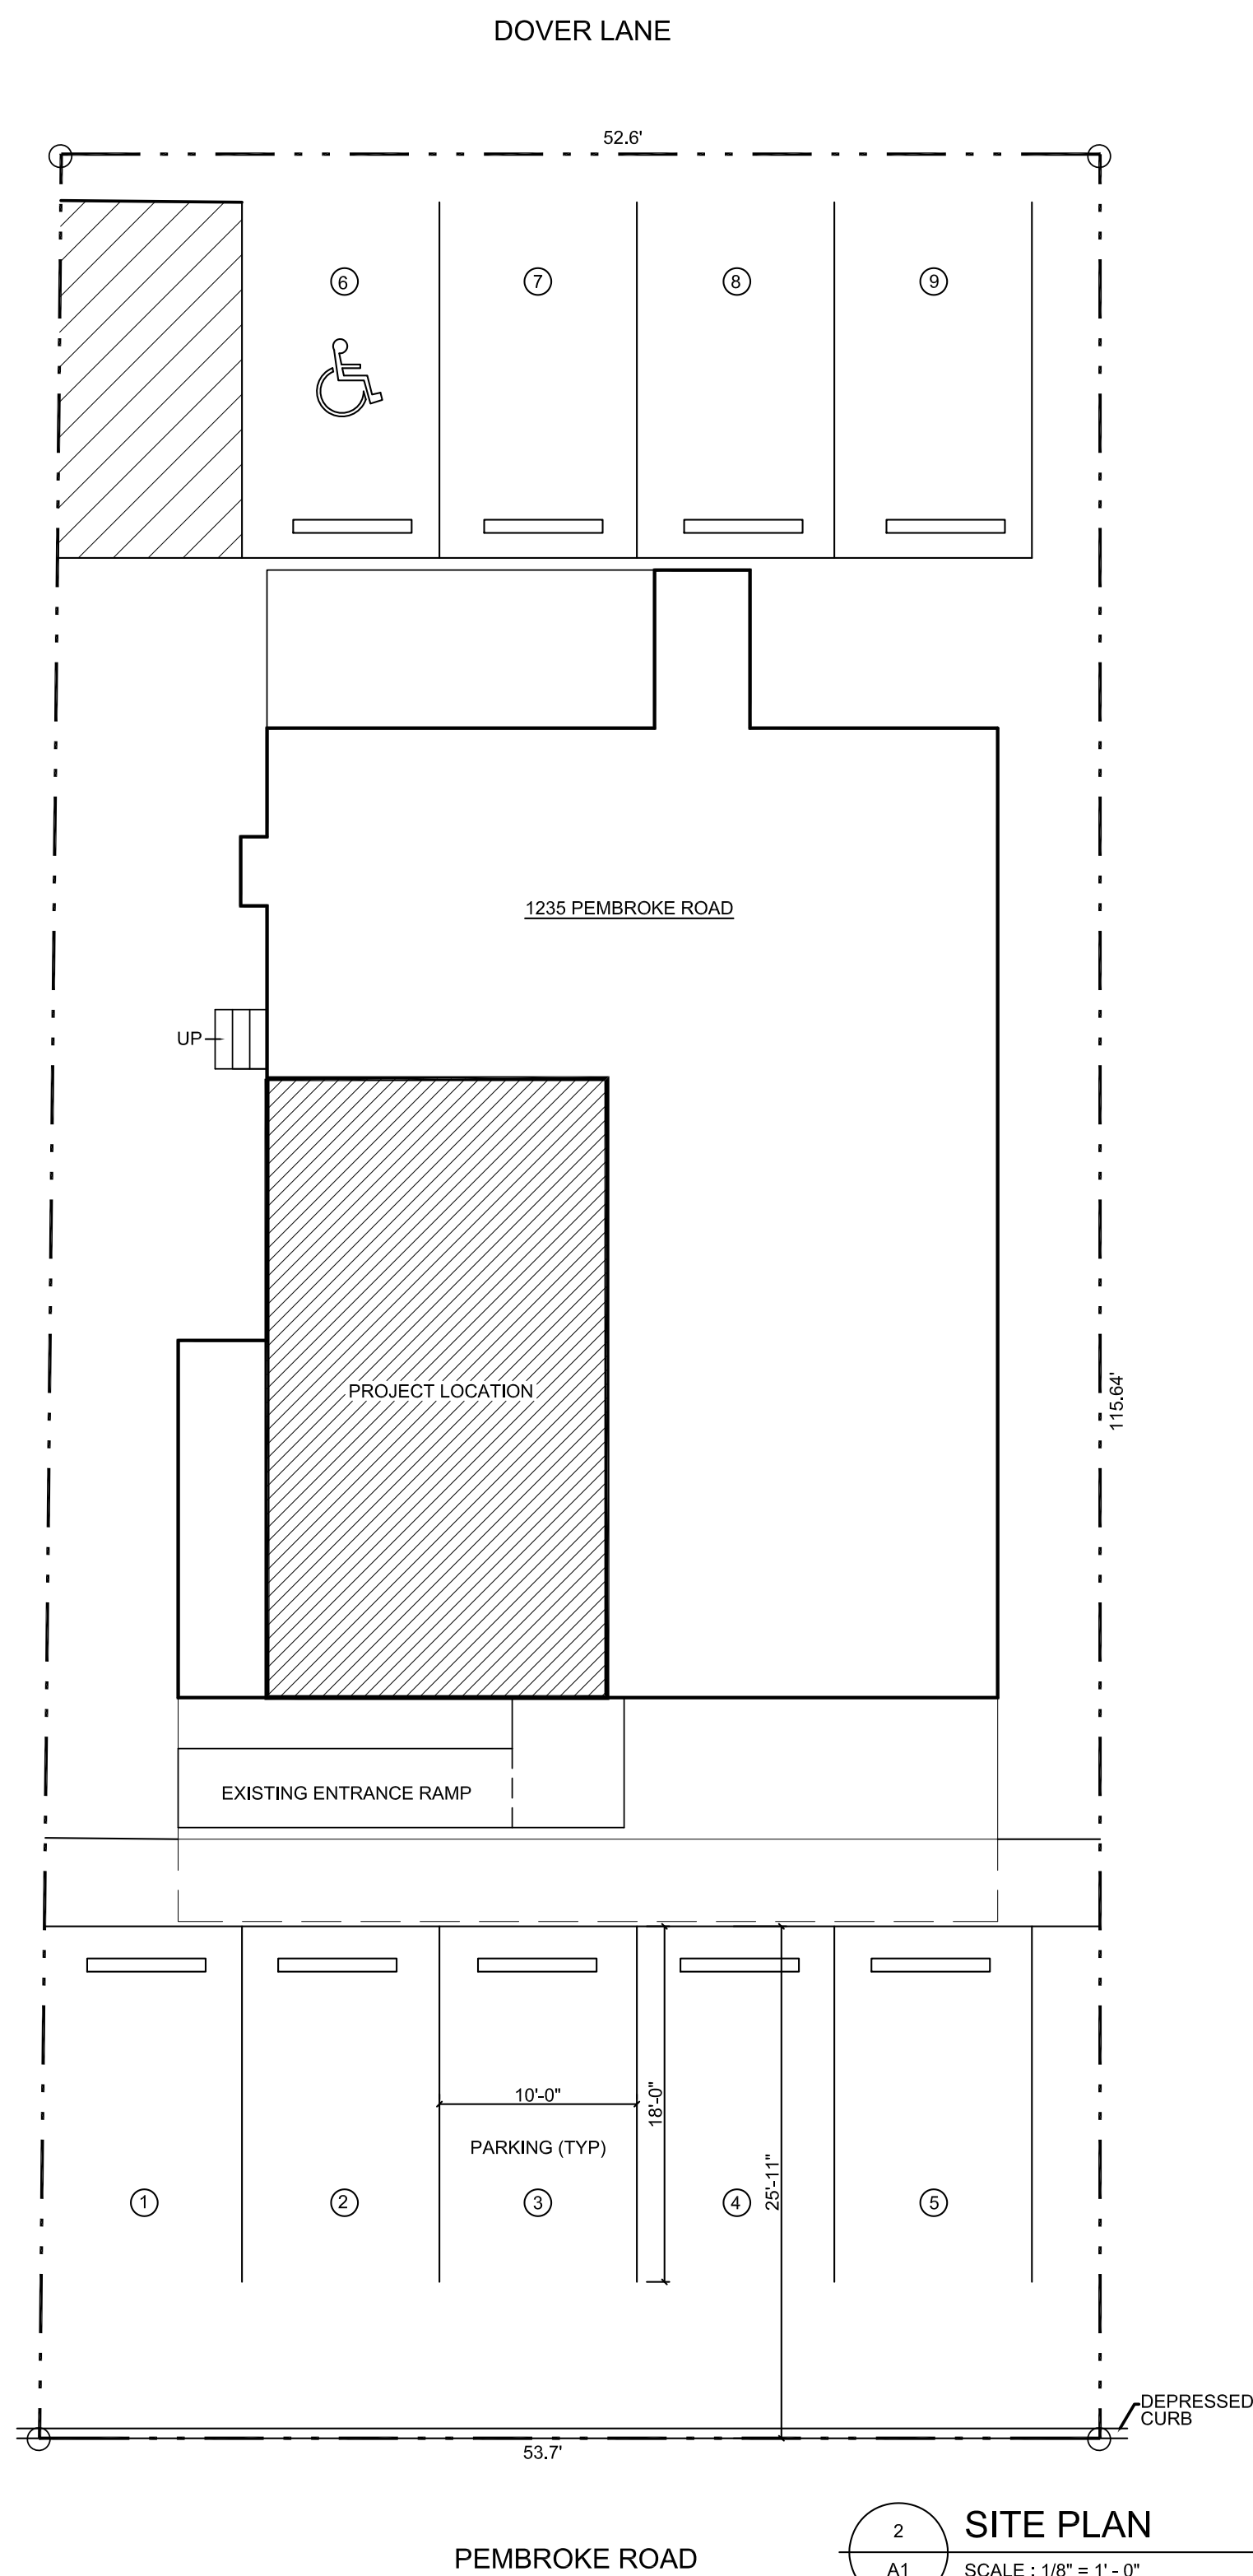 DOVER LANE
52.6'
6
7
8
9
1235 PEMBROKE ROAD
UP
PROJECT LOCATION
115.64'
EXISTING ENTRANCE RAMP
10'-0"
18'-0"
PARKING (TYP)
25'-11"
1
2
3
4
5
DEPRESSED
CURB
53.7'
2
SITE PLAN
PEMBROKE ROAD
A1
SCALE : 1/8" = 1' - 0"